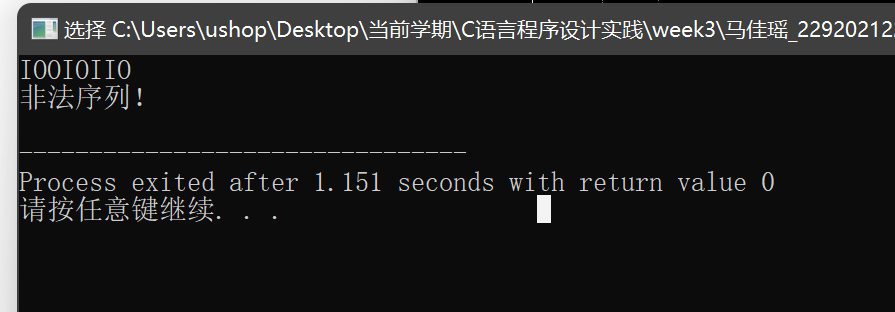 选择 C:\Users\ushop\Desktop\当前学期\C语言程序设计实践\week3\马佳瑶_22920212
IOOIOIIO
非法序列!
--------------------------------
Process exited after 1.151 seconds with return value 0
请按任意键继续. . .